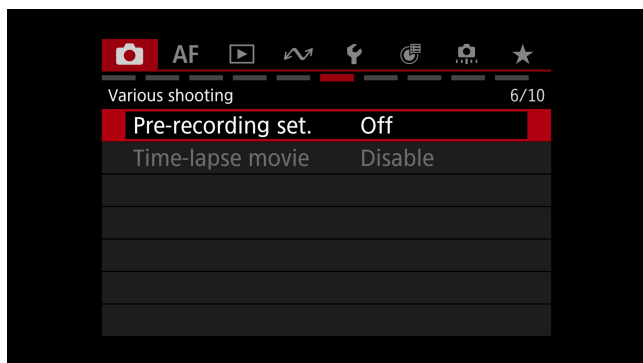 AF
Various shooting 6/10
Pre-recording set. Off
Time-lapse movie Disable